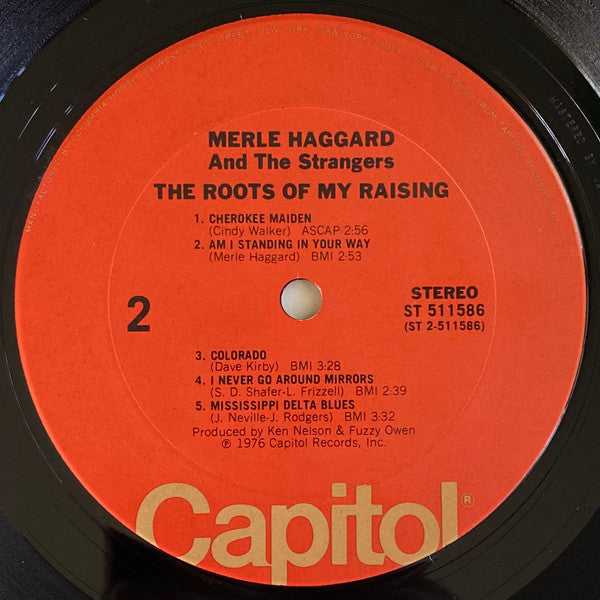 MERLE HAGGARD
And The Strangers
THE ROOTS OF MY RAISING
1. CHEROKEE MAIDEN
(Cindy Walker) ASCAP 2:56
2. AM I STANDING IN YOUR WAY
(Merle Haggard) BMI 2:53
2
STEREO
ST 511586
(ST 2-511586)
3. COLORADO
(Dave Kirby) BMI 3:28
4. I NEVER GO AROUND MIRRORS
(S. D. Shafer-L. Frizzell) BMI 2:39
5. MISSISSIPPI DELTA BLUES
(J. Neville-J. Rodgers) BMI 3:32
Produced by Ken Nelson & Fuzzy Owen
℗ 1976 Capitol Records, Inc.
Capitol®